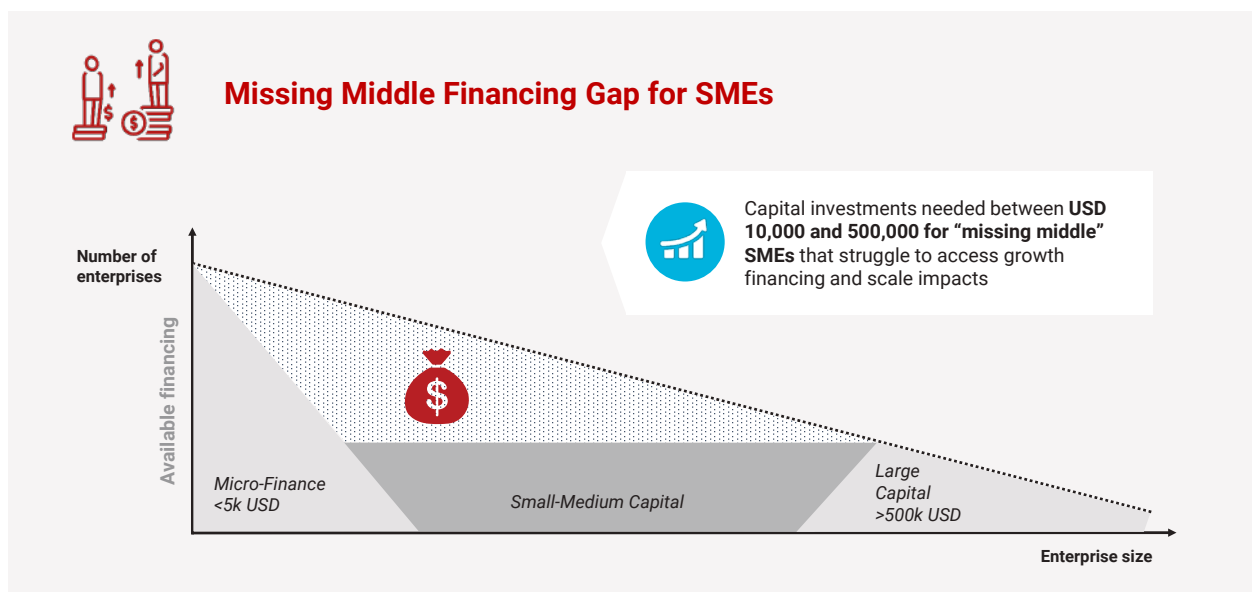 Missing Middle Financing Gap for SMEs
Capital investments needed between USD
10,000 and 500,000 for “missing middle”
SMEs that struggle to access growth
financing and scale impacts
Number of
enterprises
Available financing
$
Micro-Finance
<5k USD
Small-Medium Capital
Large
Capital
>500k USD
Enterprise size